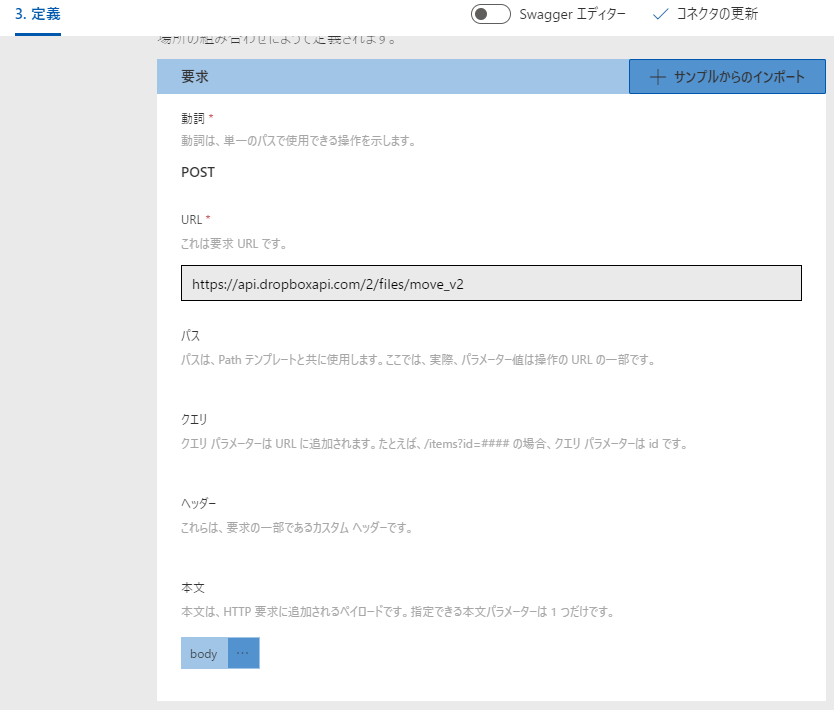 3. 定義
Swagger エディター
コネクタの更新
場所の組み合わせによって定義されます。
要求
サンプルからのインポート
動詞 *
動詞は、単一のパスで使用できる操作を示します。
POST
URL *
これは要求 URL です。
https://api.dropboxapi.com/2/files/move_v2
パス
パスは、Path テンプレートと共に使用します。ここでは、実際、パラメーター値は操作の URL の一部です。
クエリ
クエリ パラメーターは URL に追加されます。たとえば、/items?id=#### の場合、クエリ パラメーターは id です。
ヘッダー
これらは、要求の一部であるカスタム ヘッダーです。
本文
本文は、HTTP 要求に追加されるペイロードです。指定できる本文パラメーターは 1 つだけです。
body ...